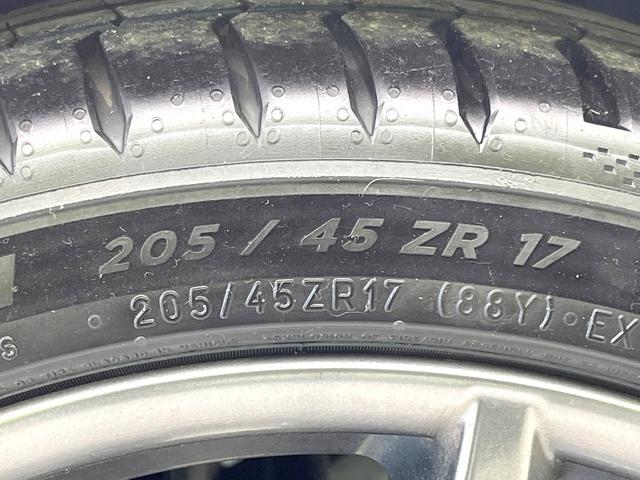 205 / 45 ZR 17
S ◦ 205/45ZR17 (88Y) ◦ EX